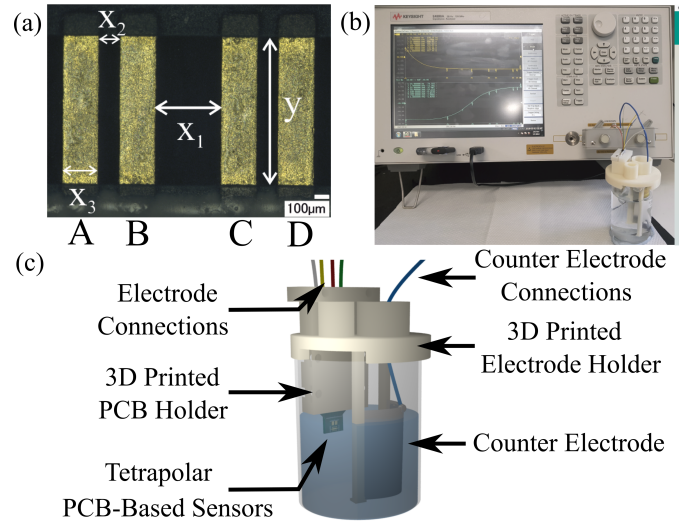 (a)
x₂
x₁
y
x₃
100μm
A B C D
(b)
KEYSIGHT
(c)
Electrode
Connections
Counter Electrode
Connections
3D Printed
PCB Holder
3D Printed
Electrode Holder
Tetrapolar
PCB-Based Sensors
Counter Electrode